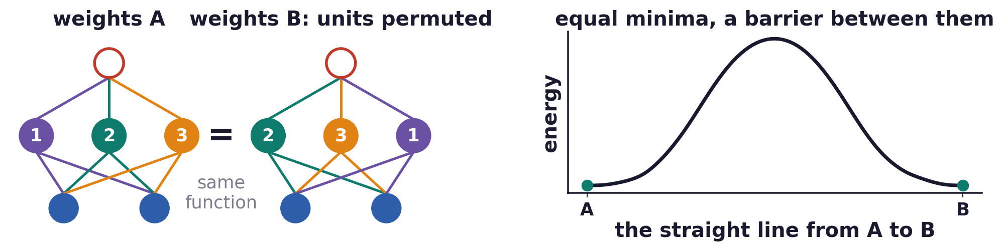 weights A
weights B: units permuted
1
2
3
=
2
3
1
same
function
equal minima, a barrier between them
energy
A
B
the straight line from A to B